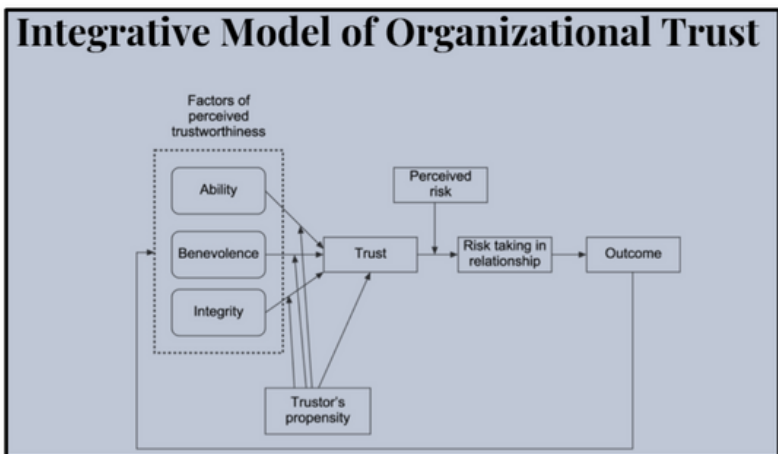 Integrative Model of Organizational Trust
Factors of
perceived
trustworthiness
Ability
Benevolence
Integrity
Perceived
risk
Trust
Risk taking in
relationship
Outcome
Trustor's
propensity